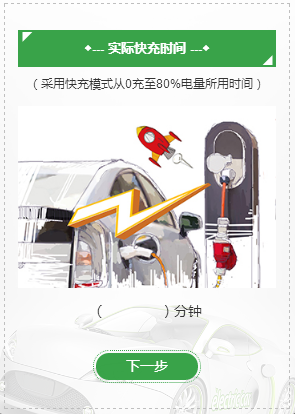 --- 实际快充时间 ---
（采用快充模式从0充至80%电量所用时间）
（　　　　）分钟
下一步